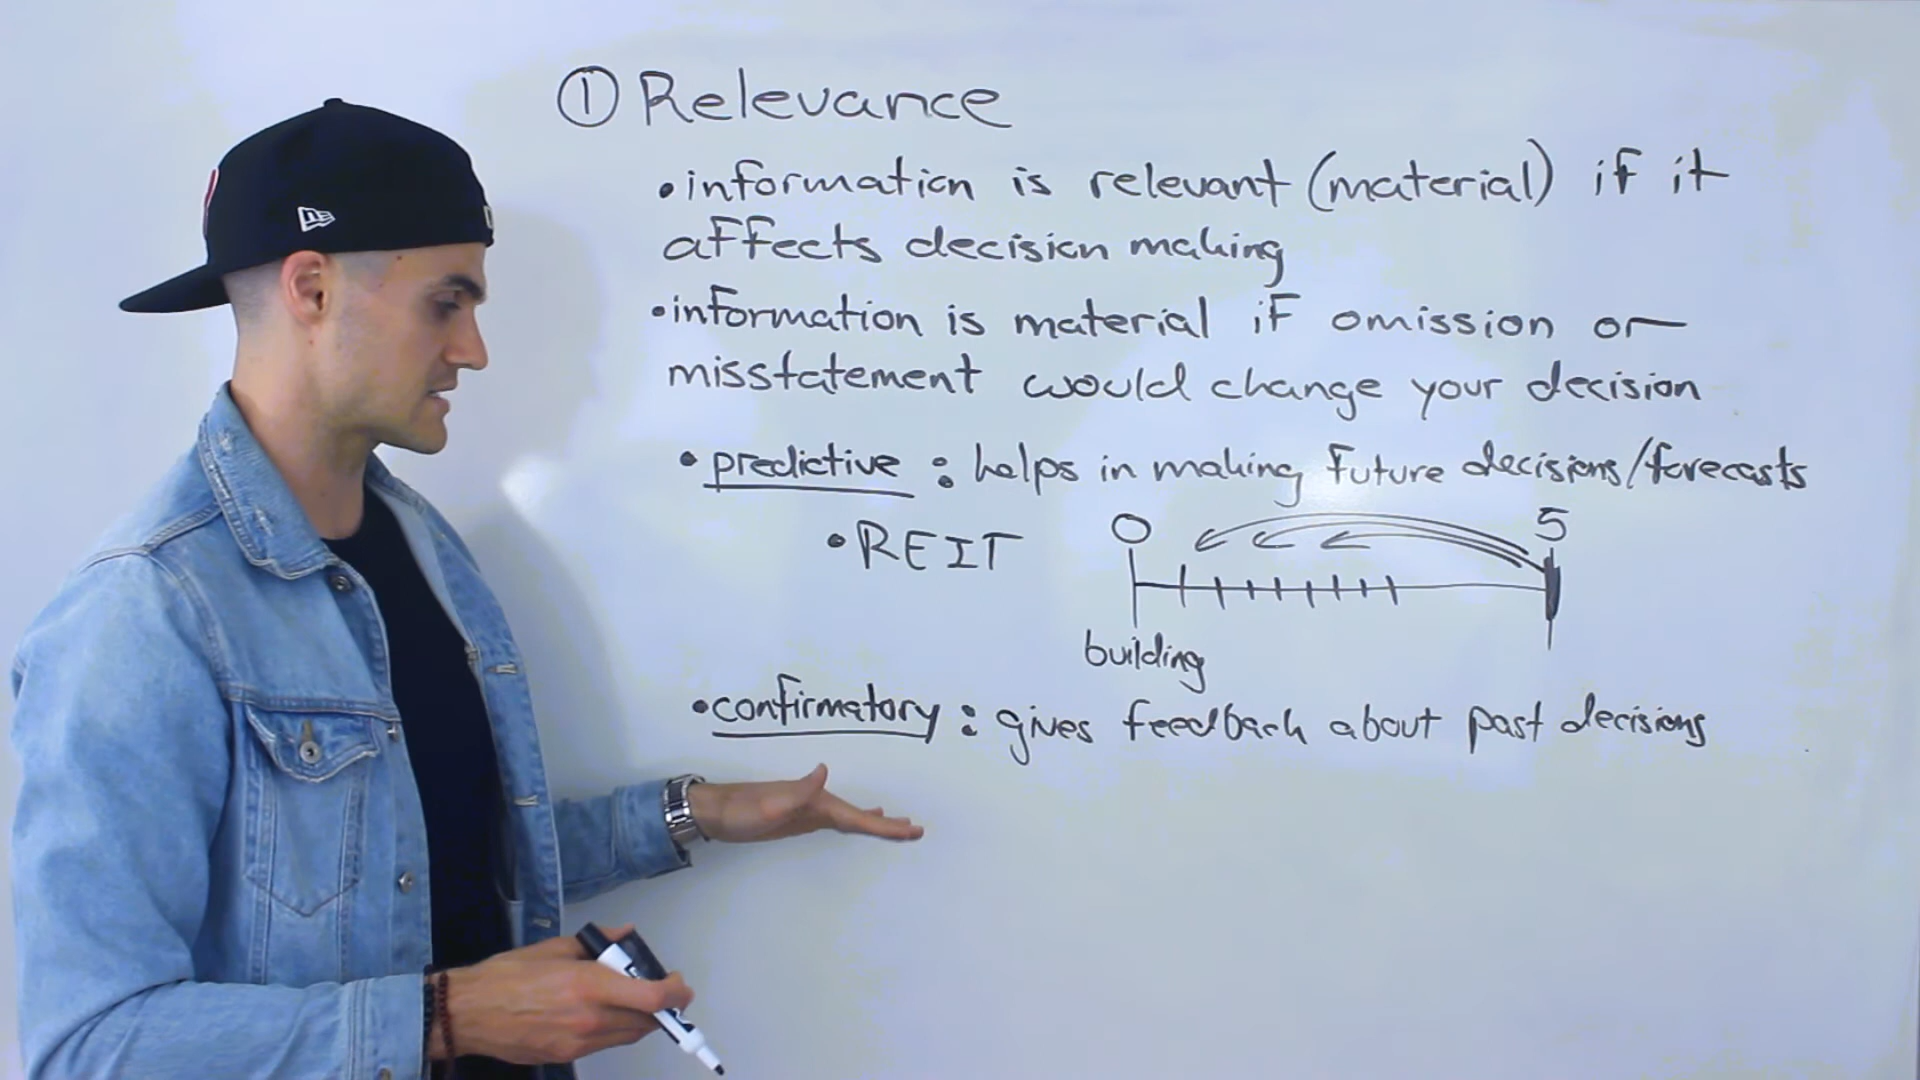 ① Relevance
• information is relevant (material) if it
affects decision making
• information is material if omission or
misstatement would change your decision
• predictive : helps in making future decisions/forecasts
• REIT
0 5
building
• confirmatory : gives feedback about past decisions